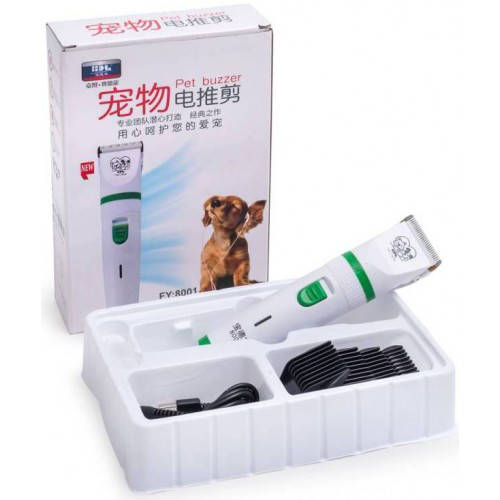 BDL
Pet buzzer
宠物电推剪
专业团队潜心打造 经典之作
用心呵护您的爱宠
NEW
FY-8001